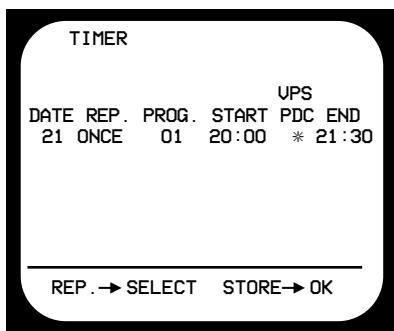 TIMER
VPS
DATE REP. PROG. START PDC END
21 ONCE 01 20:00 * 21:30
REP.→SELECT STORE→OK